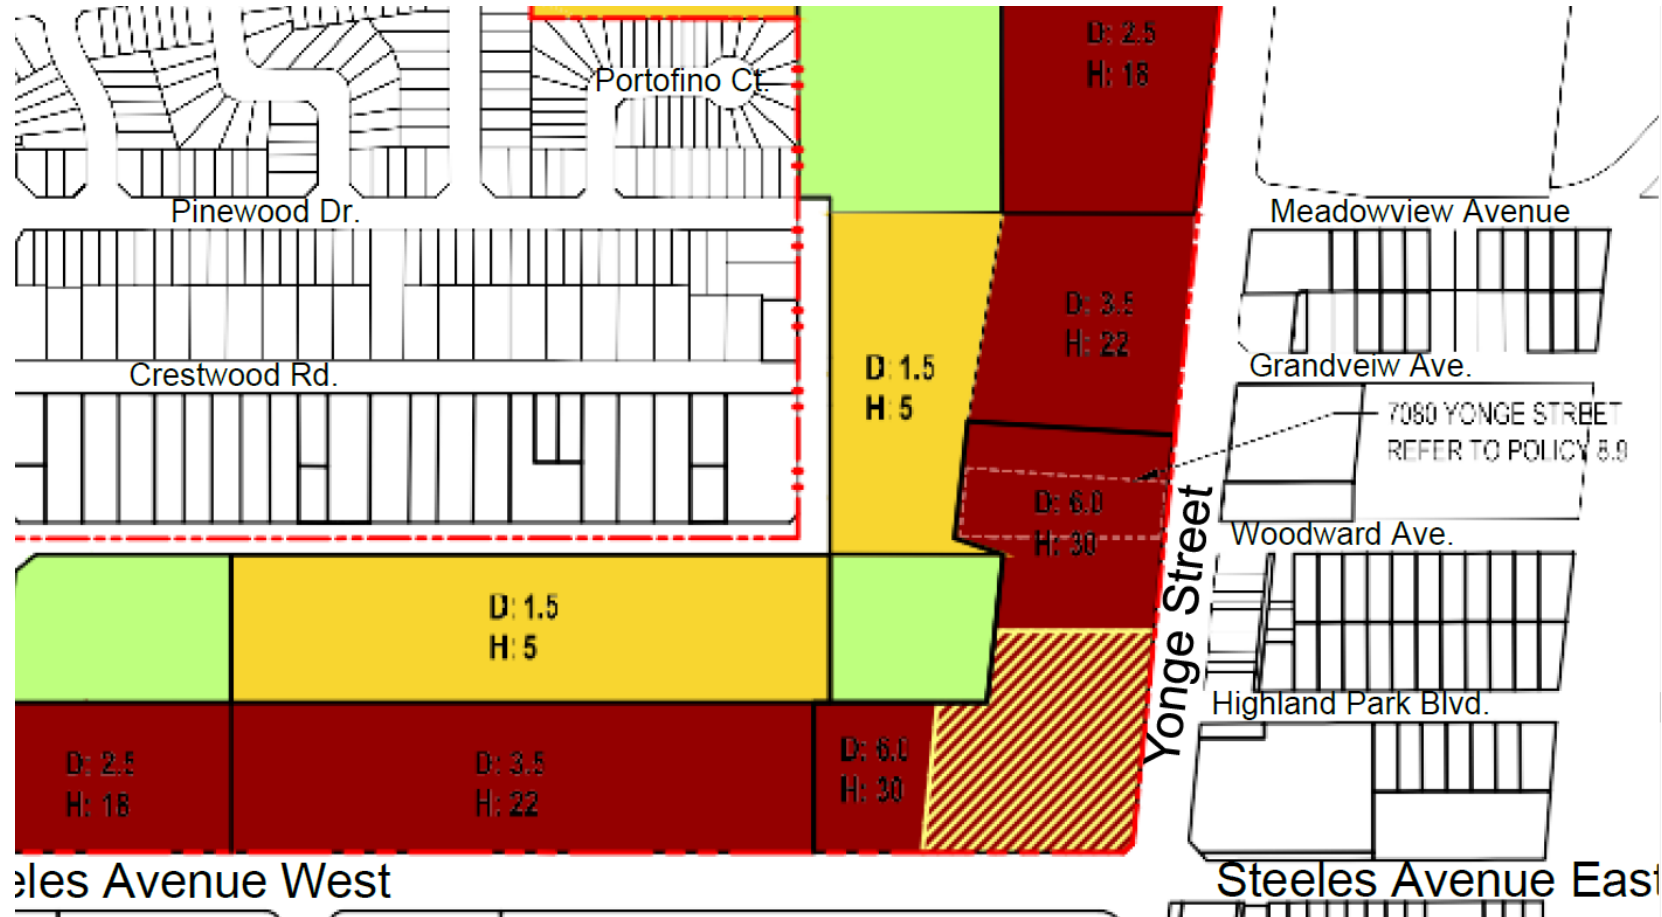 D: 2.5
H: 18
Portofino Ct.
Pinewood Dr.
Meadowview Avenue
D: 3.5
H: 22
Crestwood Rd.
D: 1.5
H: 5
Grandveiw Ave.
7080 YONGE STREET
REFER TO POLICY 8.9
D: 6.0
H: 30
Yonge Street
Woodward Ave.
D: 1.5
H: 5
Highland Park Blvd.
D: 2.5
H: 18
D: 3.5
H: 22
D: 6.0
H: 30
eles Avenue West
Steeles Avenue East